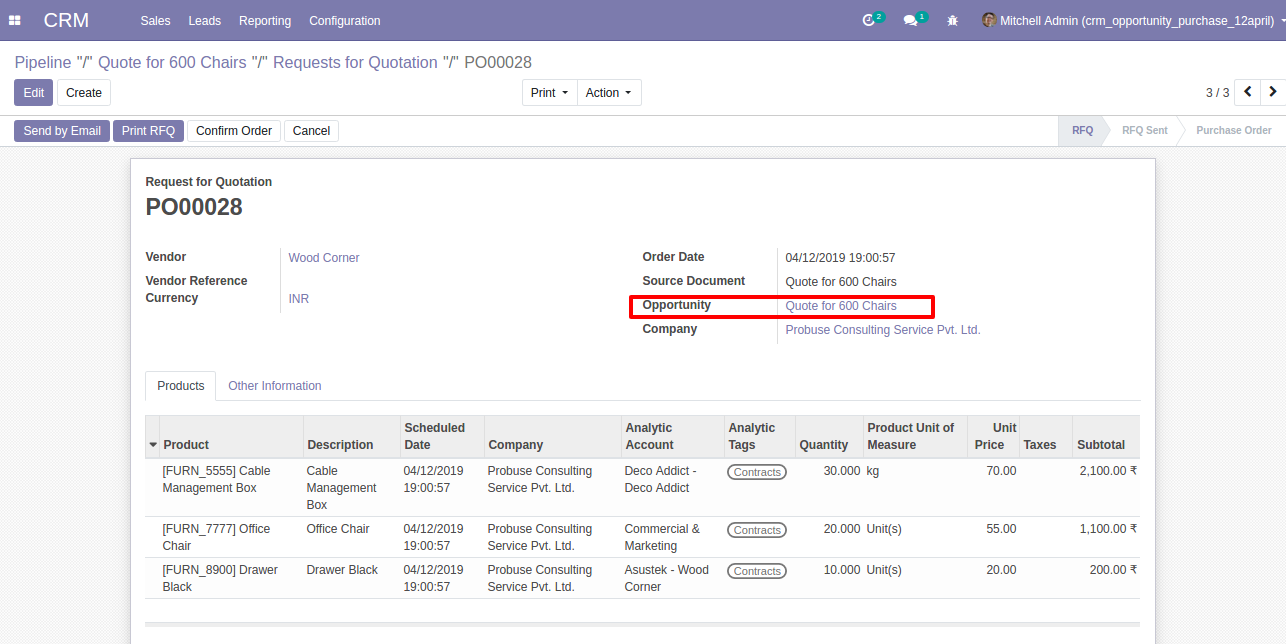 CRM Sales Leads Reporting Configuration 2 1 Mitchell Admin (crm_opportunity_purchase_12april)
Pipeline "/" Quote for 600 Chairs "/" Requests for Quotation "/" PO00028
Edit Create Print Action 3 / 3
Send by Email Print RFQ Confirm Order Cancel RFQ RFQ Sent Purchase Order
Request for Quotation
PO00028
Vendor Wood Corner
Vendor Reference
Currency INR
Order Date 04/12/2019 19:00:57
Source Document Quote for 600 Chairs
Opportunity Quote for 600 Chairs
Company Probuse Consulting Service Pvt. Ltd.
Products Other Information
Scheduled Analytic Analytic Product Unit of Unit
Product Description Date Company Account Tags Quantity Measure Price Taxes Subtotal
[FURN_5555] Cable Cable 04/12/2019 Probuse Consulting Deco Addict - Contracts 30.000 kg 70.00 2,100.00 ₹
Management Box Management 19:00:57 Service Pvt. Ltd. Deco Addict
Box
[FURN_7777] Office Office Chair 04/12/2019 Probuse Consulting Commercial & Contracts 20.000 Unit(s) 55.00 1,100.00 ₹
Chair 19:00:57 Service Pvt. Ltd. Marketing
[FURN_8900] Drawer Drawer Black 04/12/2019 Probuse Consulting Asustek - Wood Contracts 10.000 Unit(s) 20.00 200.00 ₹
Black 19:00:57 Service Pvt. Ltd. Corner